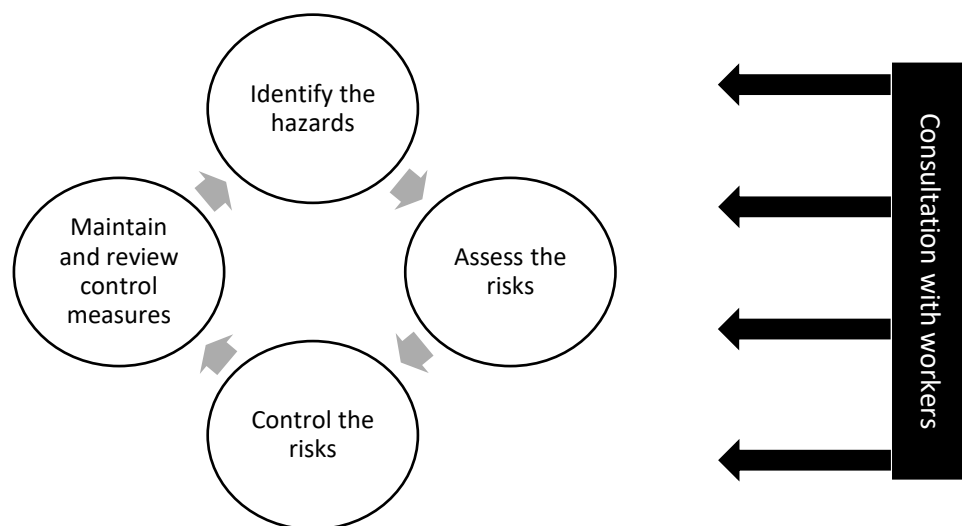 Identify the
hazards
Maintain
and review
control
measures
Assess the
risks
Control the
risks
Consultation with workers